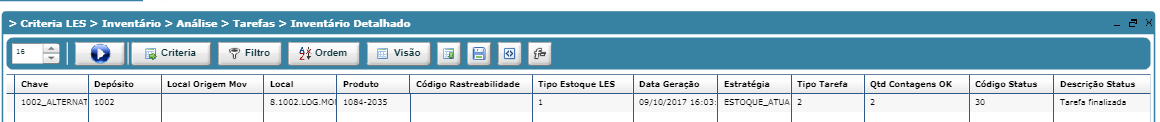 > Criteria LES > Inventário > Análise > Tarefas > Inventário Detalhado
16 Criteria Filtro Ordem Visão
Chave Depósito Local Origem Mov Local Produto Código Rastreabilidade Tipo Estoque LES Data Geração Estratégia Tipo Tarefa Qtd Contagens OK Código Status Descrição Status
1002_ALTERNAT 1002 8.1002.LOG.MO 1084-2035 1 09/10/2017 16:03: ESTOQUE_ATUA 2 2 30 Tarefa finalizada